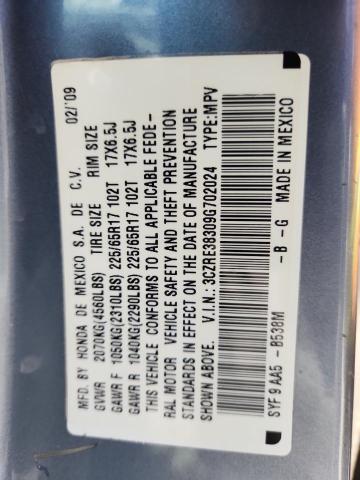 MFD. BY HONDA DE MEXICO S.A. DE C.V. 02/'09
GVWR 2070KG(4560LBS) TIRE SIZE RIM SIZE
GAWR F 1050KG(2310LBS) 225/65R17 102T 17X6.5J
GAWR R 1040KG(2290LBS) 225/65R17 102T 17X6.5J
THIS VEHICLE CONFORMS TO ALL APPLICABLE FEDE-
RAL MOTOR VEHICLE SAFETY AND THEFT PREVENTION
STANDARDS IN EFFECT ON THE DATE OF MANUFACTURE
SHOWN ABOVE. V.I.N.: 3CZRE38309G702024 TYPE:MPV
SYF 9 AA5 -B538M -B -G MADE IN MEXICO